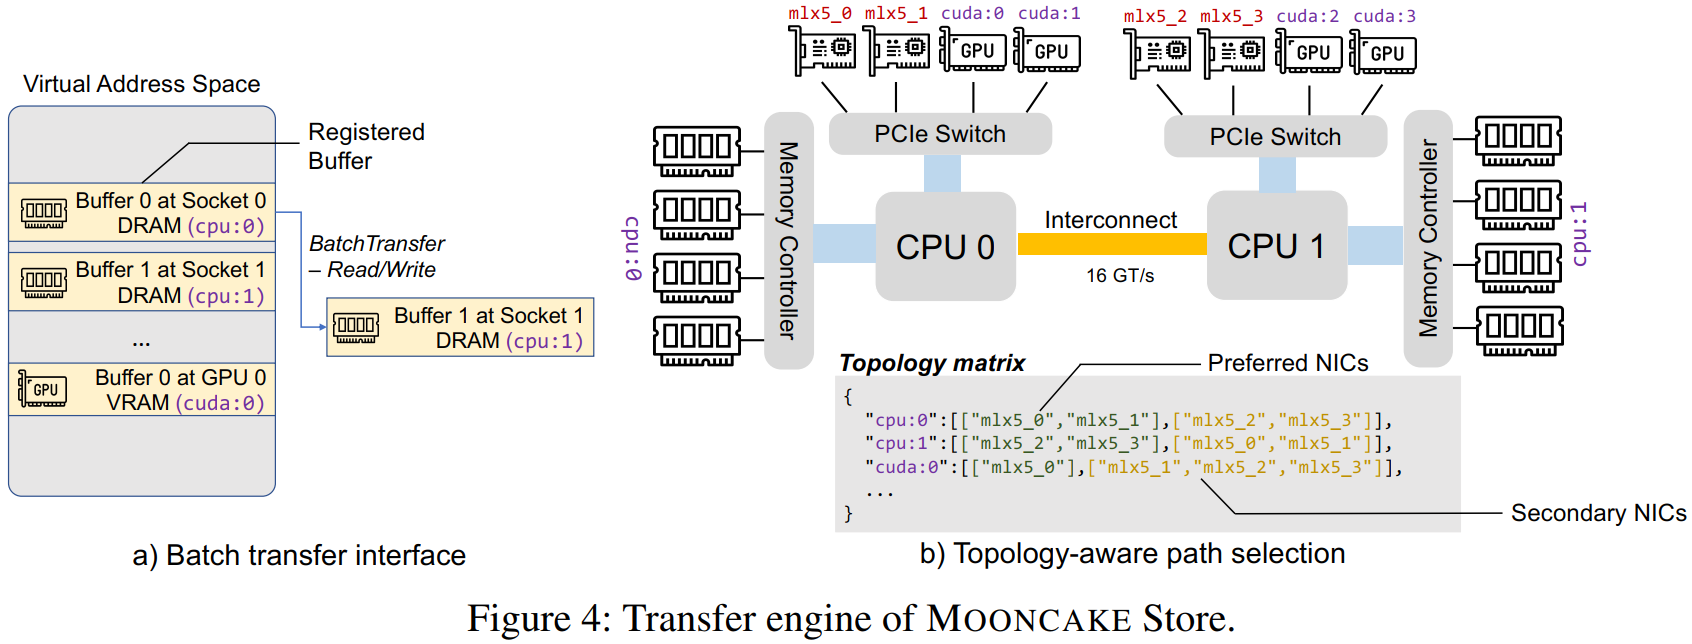 mlx5_0 mlx5_1 cuda:0 cuda:1
mlx5_2 mlx5_3 cuda:2 cuda:3
GPU GPU
GPU GPU
Virtual Address Space
Registered
Buffer
Buffer 0 at Socket 0
DRAM (cpu:0)
BatchTransfer
– Read/Write
Buffer 1 at Socket 1
DRAM (cpu:1)
Buffer 1 at Socket 1
DRAM (cpu:1)
...
GPU
Buffer 0 at GPU 0
VRAM (cuda:0)
a) Batch transfer interface
PCIe Switch
PCIe Switch
cpu:0
Memory Controller
CPU 0
Interconnect
16 GT/s
CPU 1
Memory Controller
cpu:1
Topology matrix
Preferred NICs
{
"cpu:0":[["mlx5_0","mlx5_1"],["mlx5_2","mlx5_3"]],
"cpu:1":[["mlx5_2","mlx5_3"],["mlx5_0","mlx5_1"]],
"cuda:0":[["mlx5_0"],["mlx5_1","mlx5_2","mlx5_3"]],
...
}
Secondary NICs
b) Topology-aware path selection
Figure 4: Transfer engine of MOONCAKE Store.